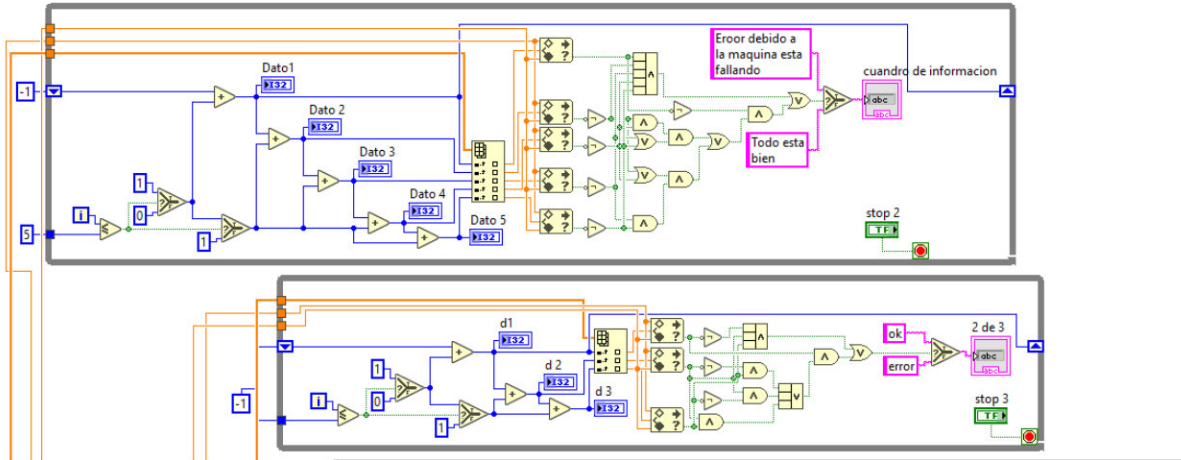 Eroor debido a
la maquina esta
fallando
cuandro de informacion
abc
abc
Todo esta
bien
Dato1
I32
Dato 2
I32
Dato 3
I32
Dato 4
I32
Dato 5
I32
-1
1
0
i
5
1
stop 2
TF
d1
I32
d 2
I32
d 3
I32
ok
error
2 de 3
abc
abc
1
0
i
-1
1
stop 3
TF